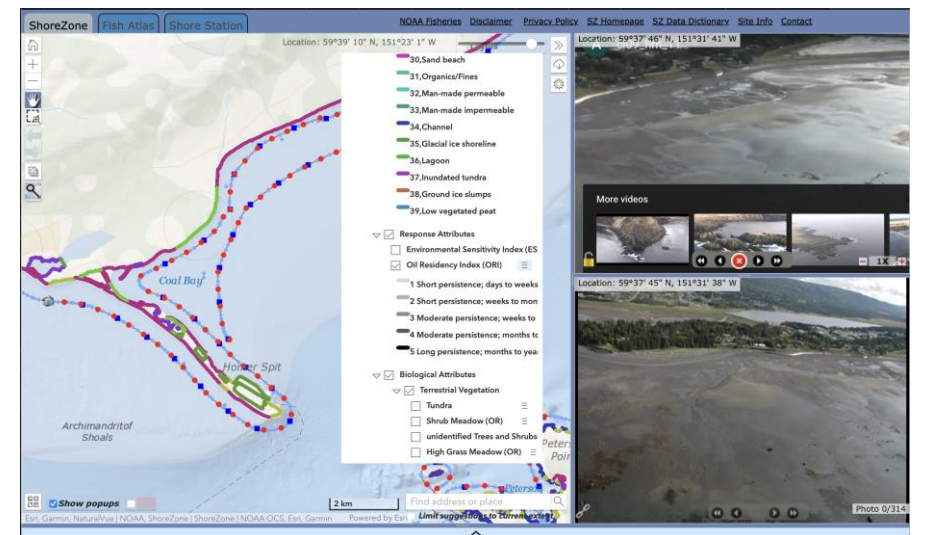 ShoreZone
Fish Atlas
Shore Station
NOAA Fisheries Disclaimer Privacy Policy SZ Homepage SZ Data Dictionary Site Info Contact
Location: 59°39' 10" N, 151°23' 1" W
30,Sand beach
31,Organics/Fines
32,Man-made permeable
33,Man-made impermeable
34,Channel
35,Glacial ice shoreline
36,Lagoon
37,Inundated tundra
38,Ground ice slumps
39,Low vegetated peat
Response Attributes
Environmental Sensitivity Index (ES
Oil Residency Index (ORI)
1 Short persistence; days to weeks
2 Short persistence; weeks to mon
3 Moderate persistence; weeks to
4 Moderate persistence; months to
5 Long persistence; months to yea
Biological Attributes
Terrestrial Vegetation
Tundra
Shrub Meadow (OR)
unidentified Trees and Shrubs
High Grass Meadow (OR)
Coal Bay
Homer Spit
Archimandritof
Shoals
Peters
Poin
Peterson
Show popups
2 km
Find address or place
Esri, Garmin, NaturalVue | NOAA, ShoreZone | ShoreZone | NOAA OCS, Esri, Garmin
Powered by Esri
Limit suggestions to current extent.
Location: 59°37' 46" N, 151°31' 41" W
A
More videos
1X
Location: 59°37' 45" N, 151°31' 38" W
Photo 0/314